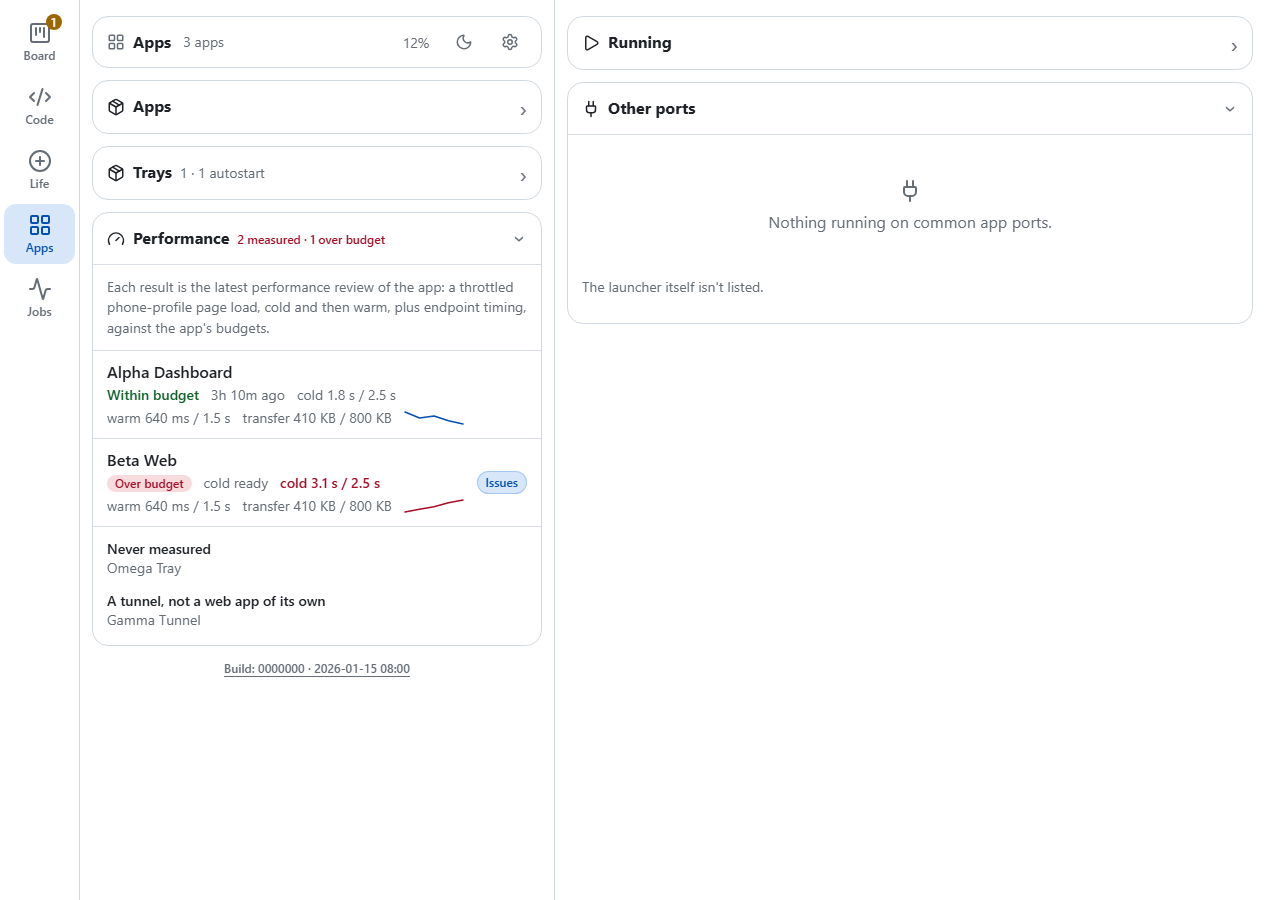 1
Board
Code
Life
Apps
Jobs
Apps 3 apps 12%
Apps
Trays 1 · 1 autostart
Performance 2 measured · 1 over budget
Each result is the latest performance review of the app: a throttled
phone-profile page load, cold and then warm, plus endpoint timing,
against the app's budgets.
Alpha Dashboard
Within budget 3h 10m ago cold 1.8 s / 2.5 s
warm 640 ms / 1.5 s transfer 410 KB / 800 KB
Beta Web
Over budget cold ready cold 3.1 s / 2.5 s Issues
warm 640 ms / 1.5 s transfer 410 KB / 800 KB
Never measured
Omega Tray
A tunnel, not a web app of its own
Gamma Tunnel
Build: 0000000 · 2026-01-15 08:00
Running
Other ports
Nothing running on common app ports.
The launcher itself isn't listed.